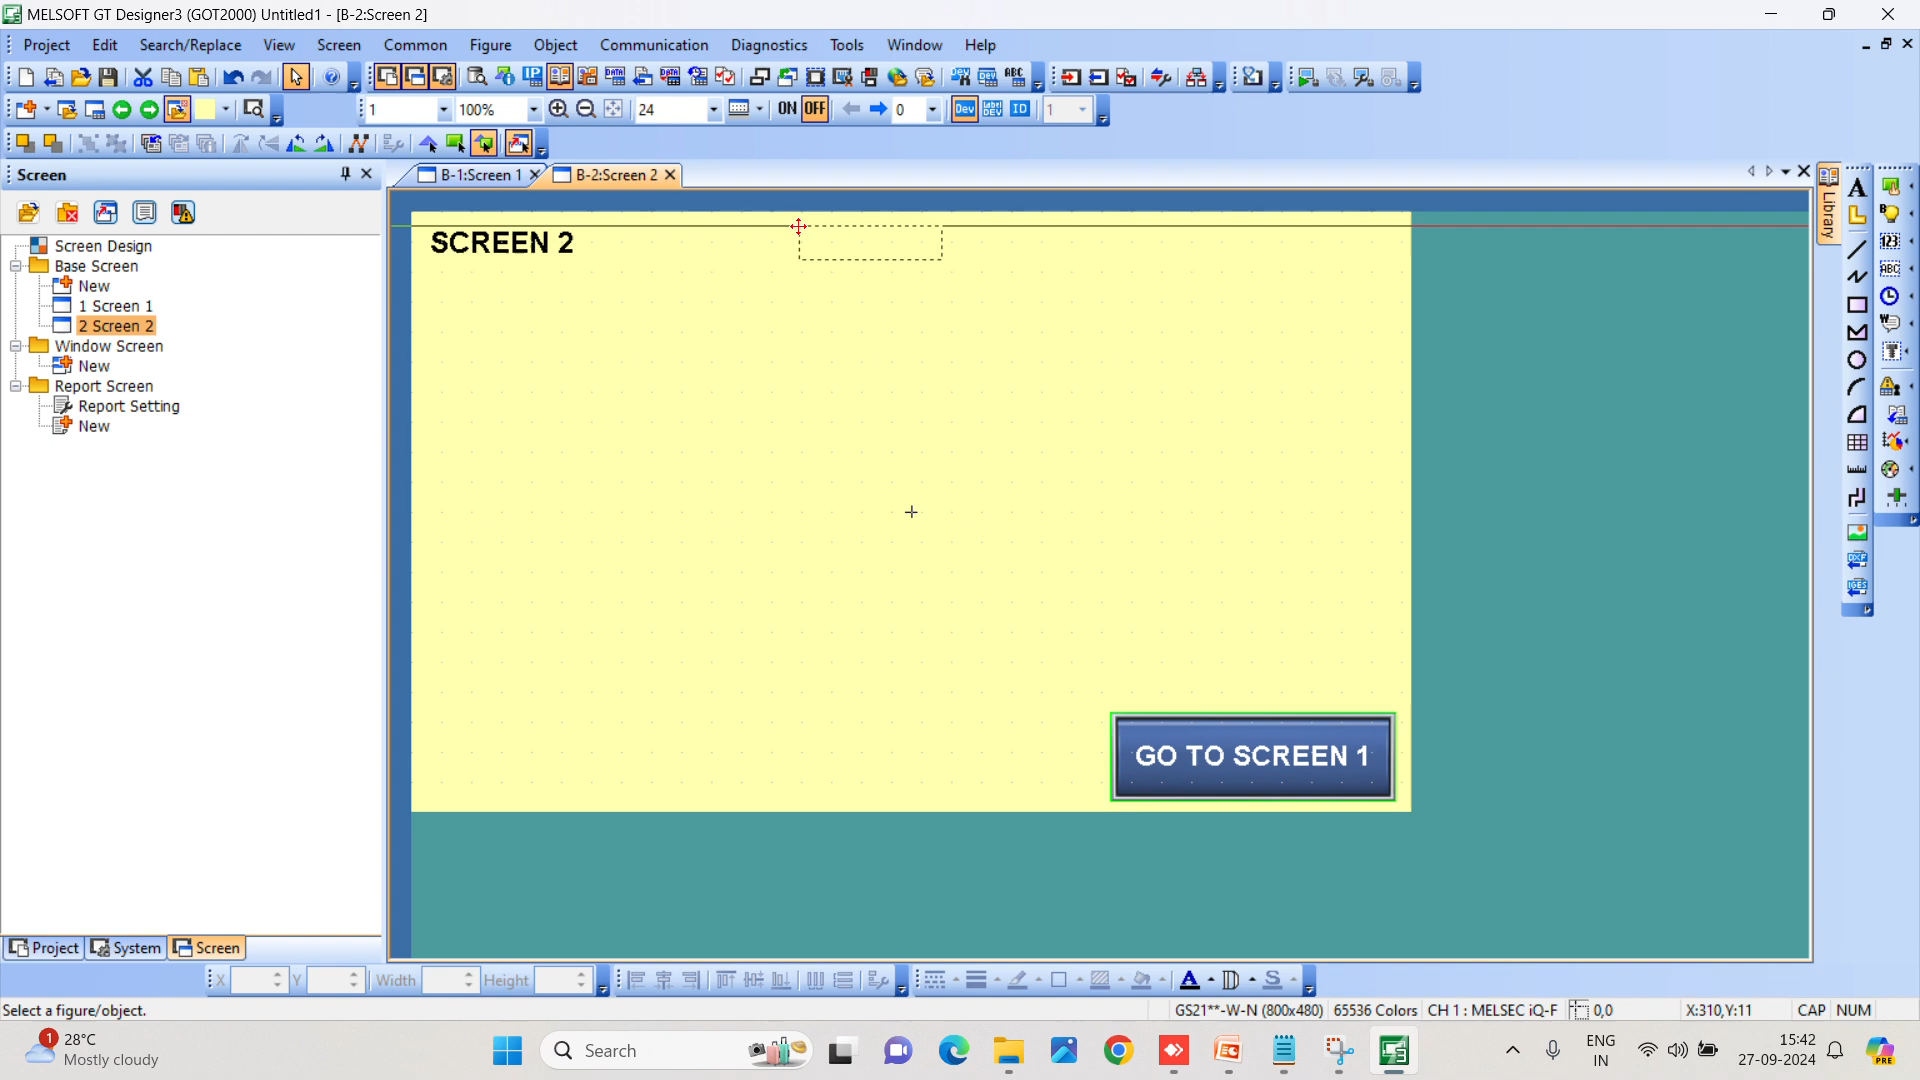 MELSOFT GT Designer3 (GOT2000) Untitled1 - [B-2:Screen 2]
Project Edit Search/Replace View Screen Common Figure Object Communication Diagnostics Tools Window Help
1 100% 24 ON OFF 0 Dev ID 1
Screen
B-1:Screen 1
B-2:Screen 2
Library
Screen Design
Base Screen
New
1 Screen 1
2 Screen 2
Window Screen
New
Report Screen
Report Setting
New
SCREEN 2
GO TO SCREEN 1
Project System Screen
X Y Width Height
Select a figure/object.
GS21**-W-N (800x480) 65536 Colors CH 1 : MELSEC iQ-F 0,0 X:310,Y:11 CAP NUM
1
28°C
Mostly cloudy
Search
ENG
IN
15:42
27-09-2024